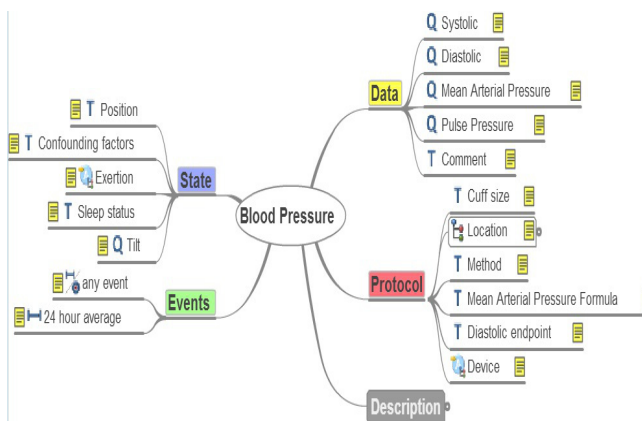 Blood Pressure
Data
Q Systolic
Q Diastolic
Q Mean Arterial Pressure
Q Pulse Pressure
T Comment
Protocol
T Cuff size
Location
T Method
T Mean Arterial Pressure Formula
T Diastolic endpoint
Device
Description
State
T Position
T Confounding factors
Exertion
T Sleep status
Q Tilt
Events
any event
24 hour average